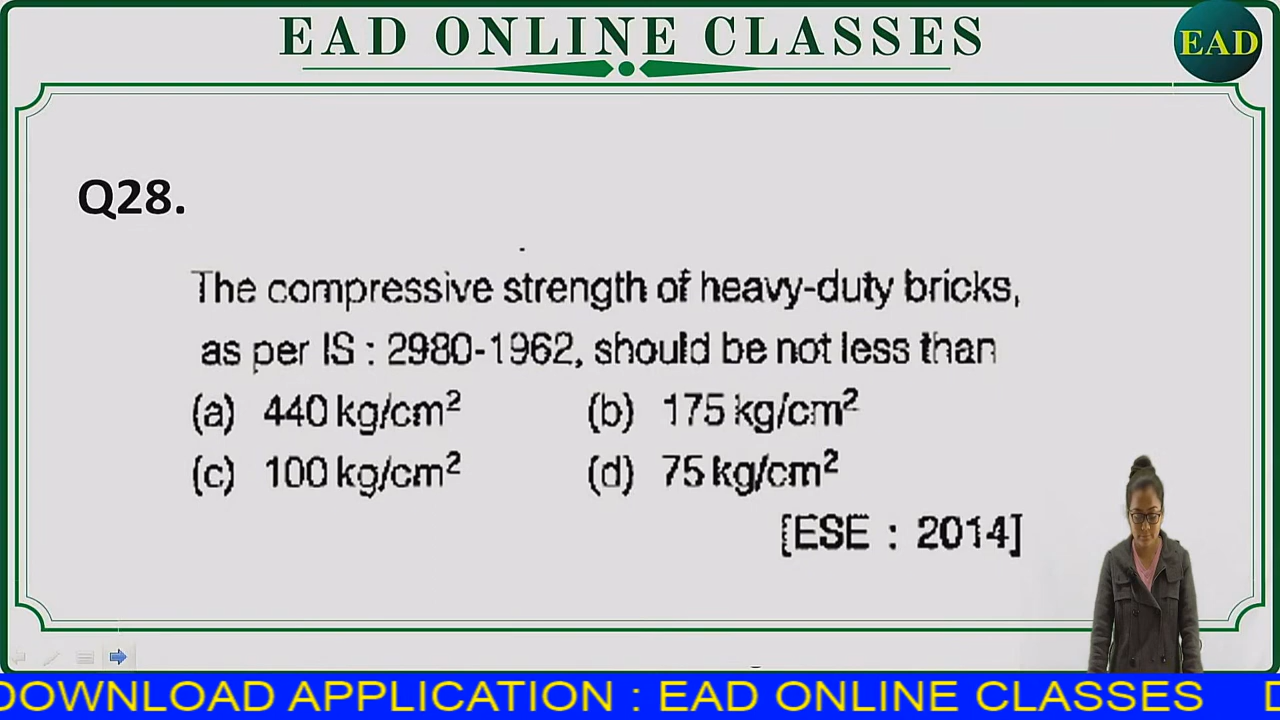 EAD ONLINE CLASSES
EAD
Q28.
The compressive strength of heavy-duty bricks,
as per IS : 2980-1962, should be not less than
(a) 440 kg/cm² (b) 175 kg/cm²
(c) 100 kg/cm² (d) 75 kg/cm²
[ESE : 2014]
DOWNLOAD APPLICATION : EAD ONLINE CLASSES D